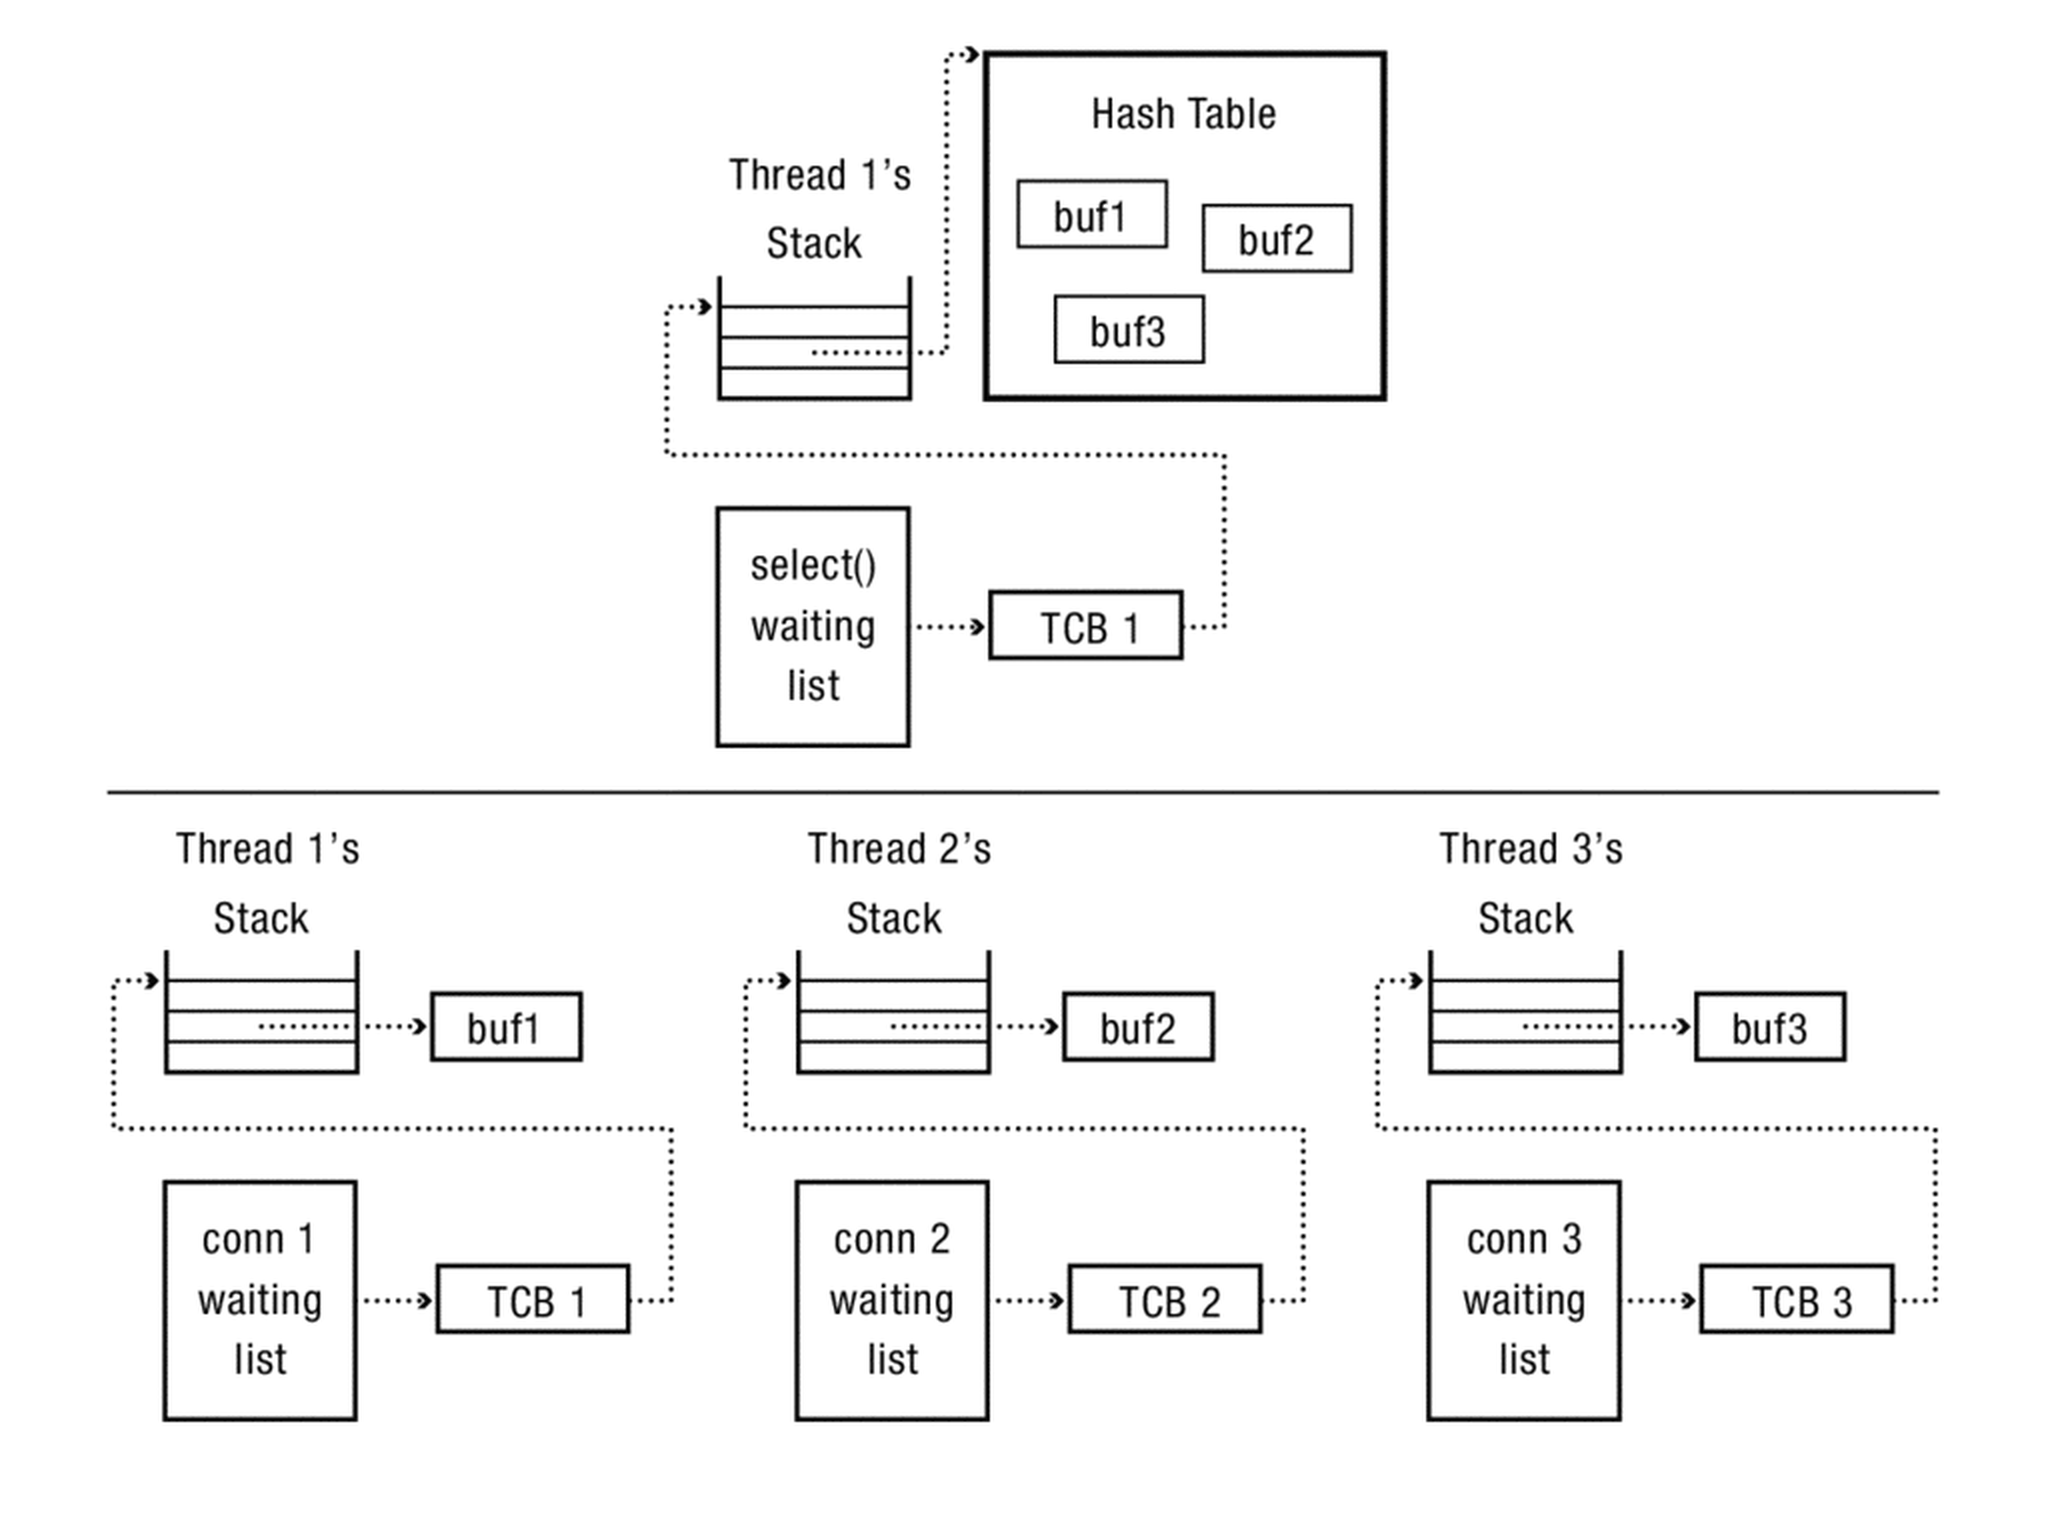 Hash Table
Thread 1’s
Stack
buf1
buf2
buf3
select()
waiting
list
TCB 1
Thread 1’s
Stack
buf1
conn 1
waiting
list
TCB 1
Thread 2’s
Stack
buf2
conn 2
waiting
list
TCB 2
Thread 3’s
Stack
buf3
conn 3
waiting
list
TCB 3